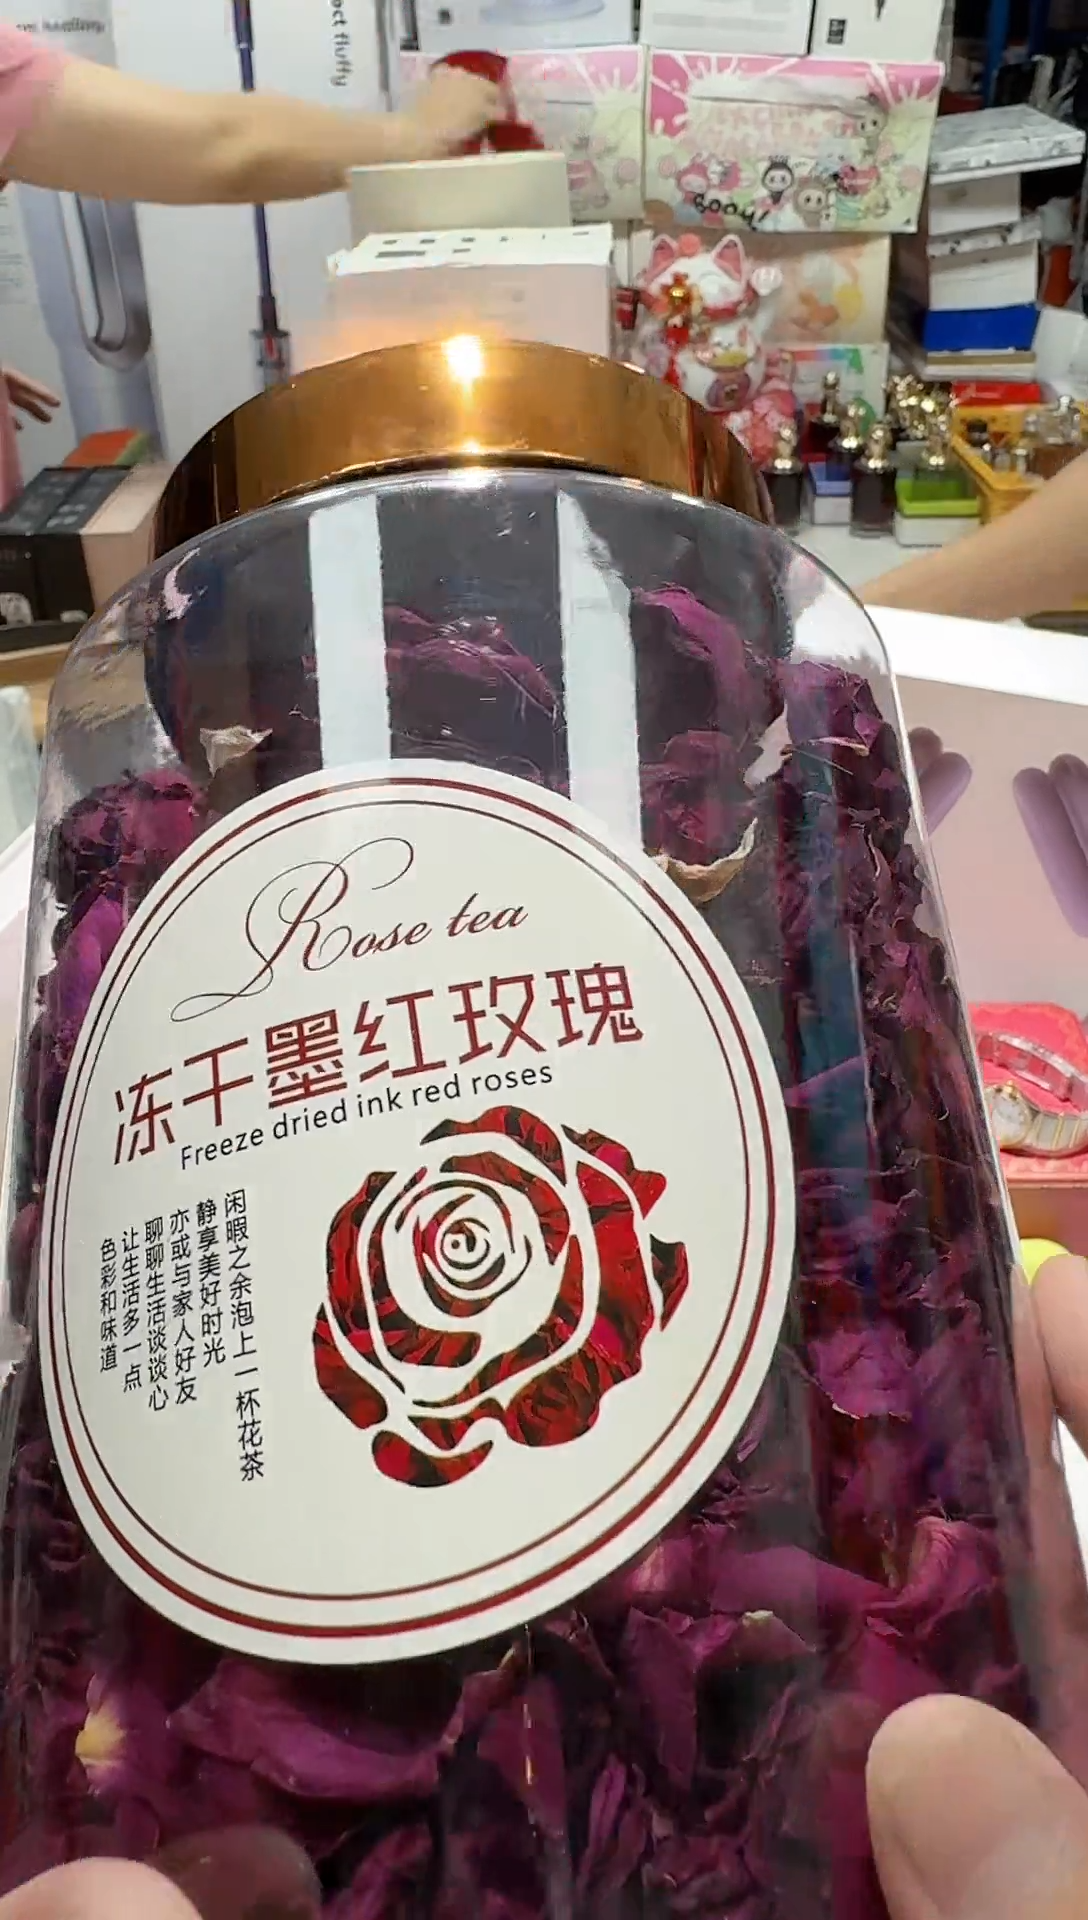 ect fluffy
Rose tea
冻干墨红玫瑰
Freeze dried ink red roses
闲暇之余泡上一杯花茶
静享美好时光
亦或与家人好友
聊聊生活谈谈心
让生活多一点
色彩和味道